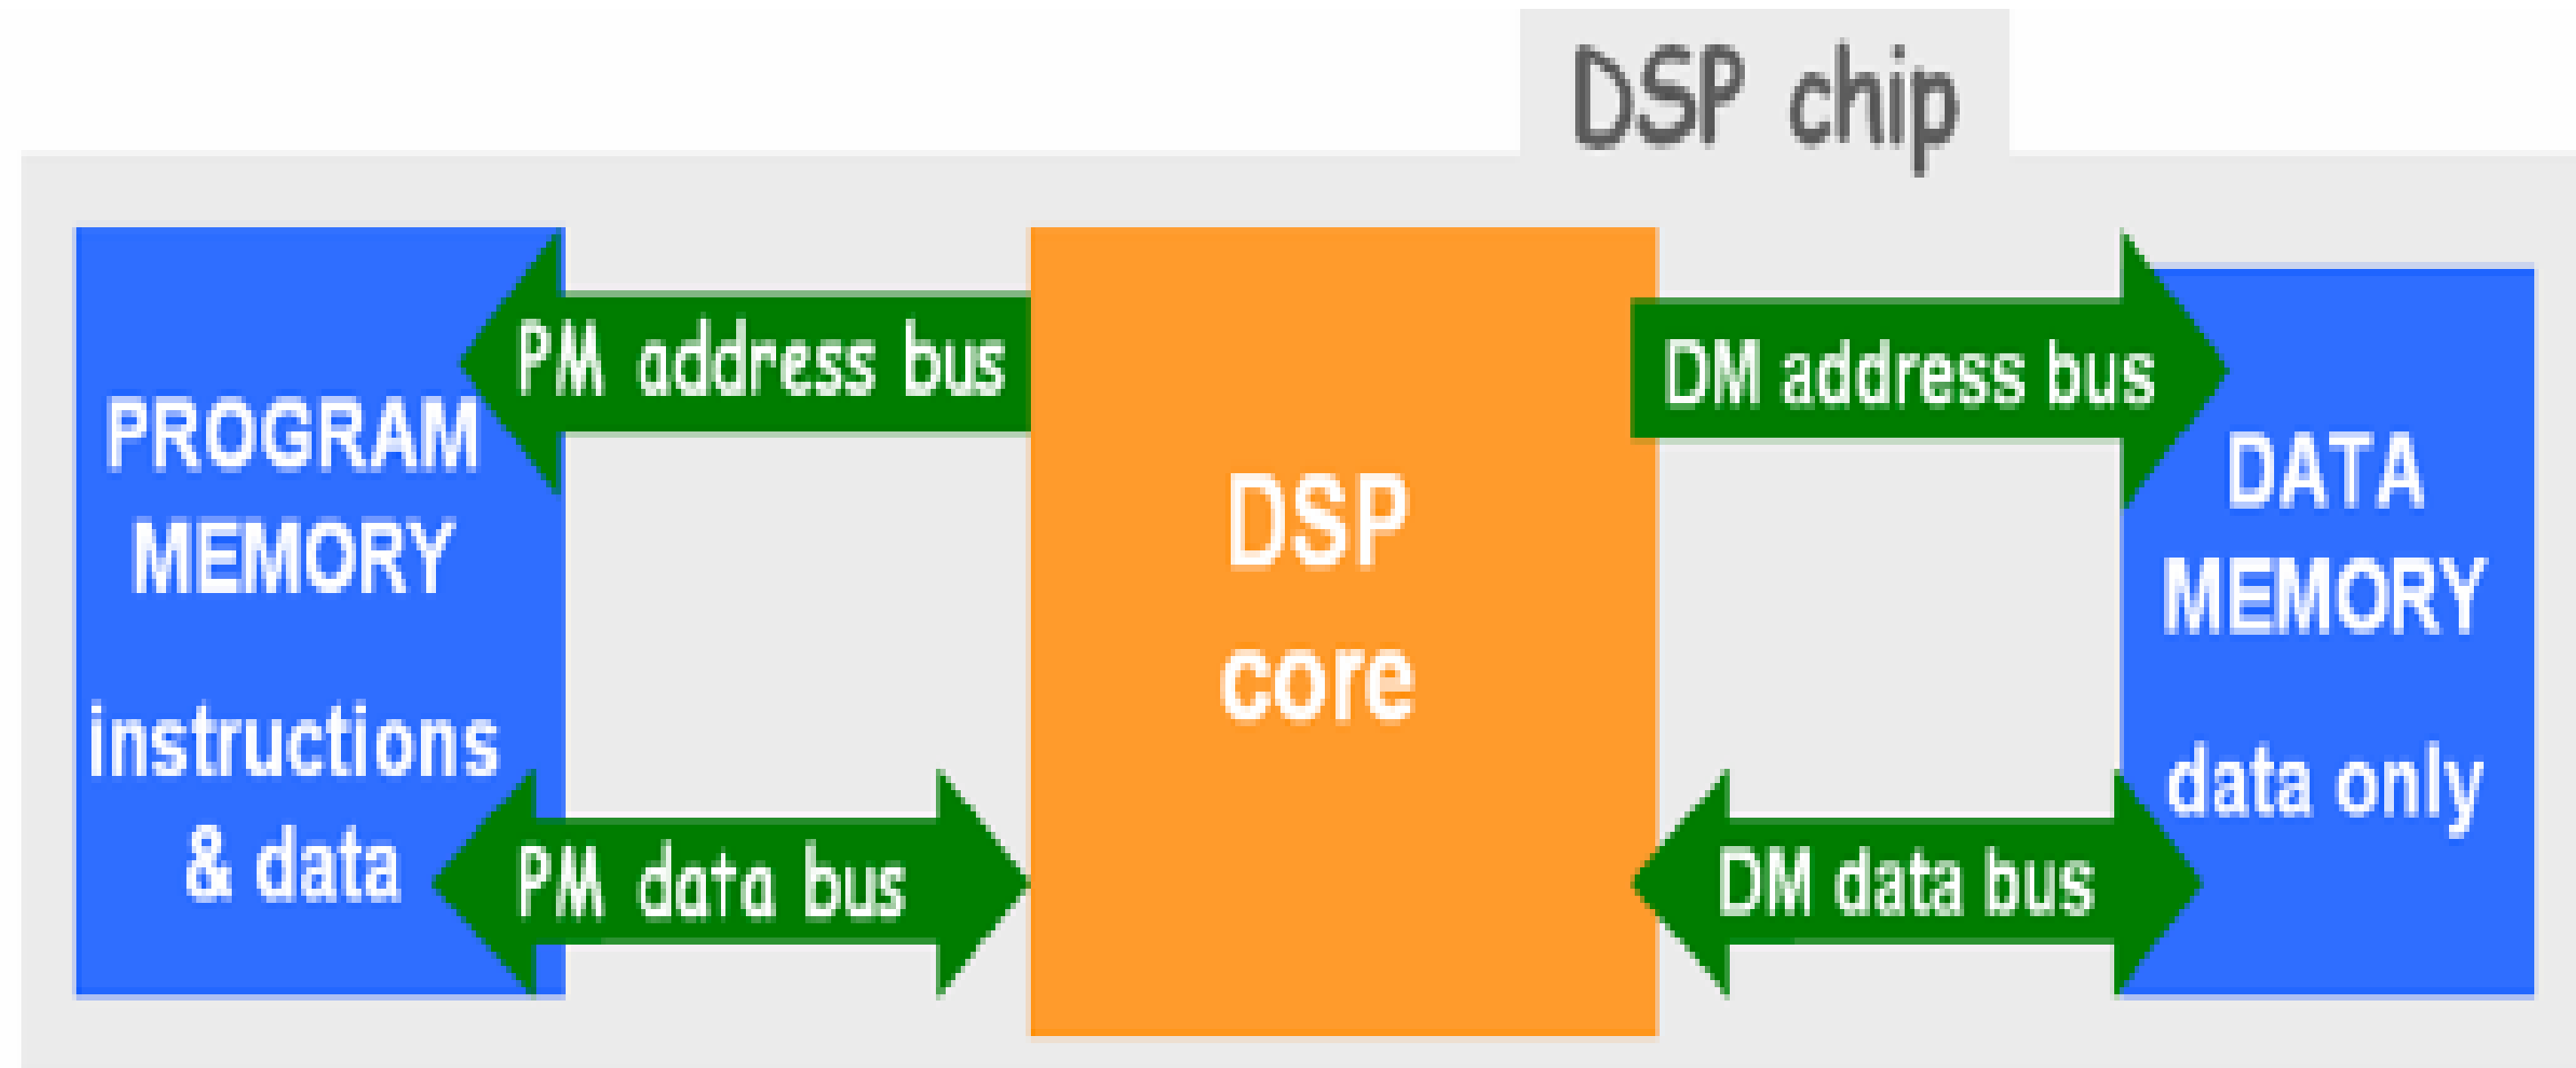 DSP chip
PROGRAM
MEMORY
instructions
& data
PM address bus
PM data bus
DSP
core
DM address bus
DM data bus
DATA
MEMORY
data only